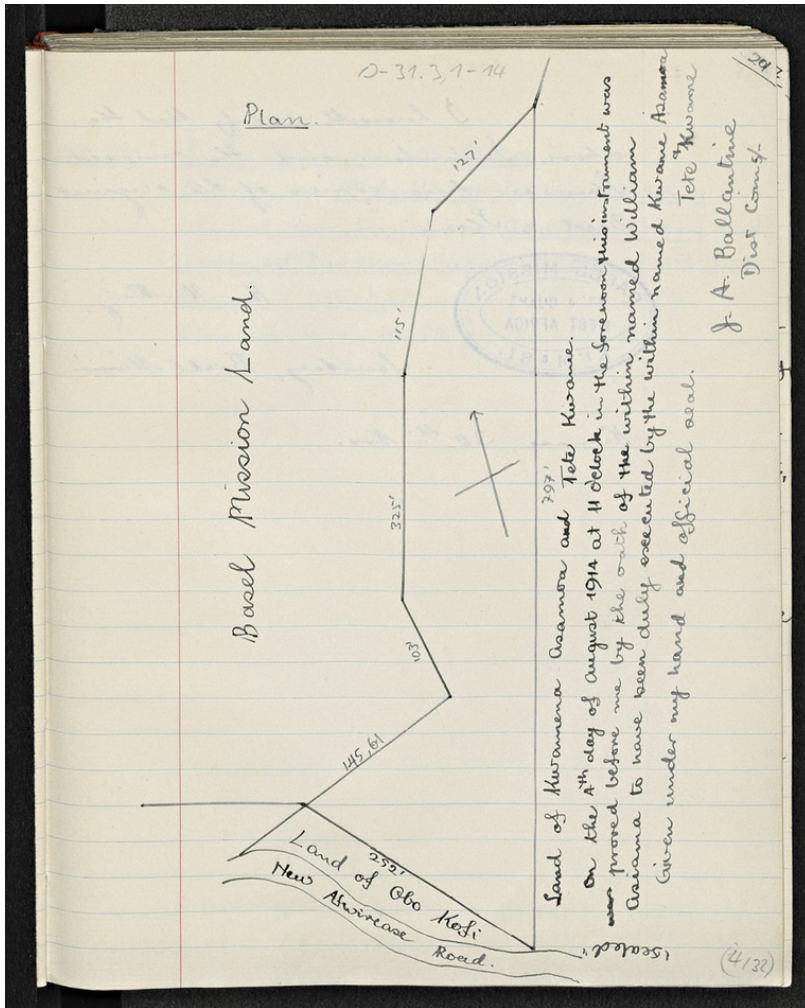 D-31.3,1-14
29
Plan.
Basel Mission Land.
127'
115'
325'
103'
145,61
252'
797'
Land of Obo Kofi
New Asuircase
Road.
Land of Kwamena Asamoa and Tete Kwame.
On the 4th day of August 1914 at 11 o'clock in the forenoon this instrument was
proved before me by the oath of the within named William
Asiama to have been duly executed by the within named Kwame Asamoa
& Tete Kwame
Given under my hand and official seal.
J. A. Ballantine
Dist Coms
"sealed"
(4/32)